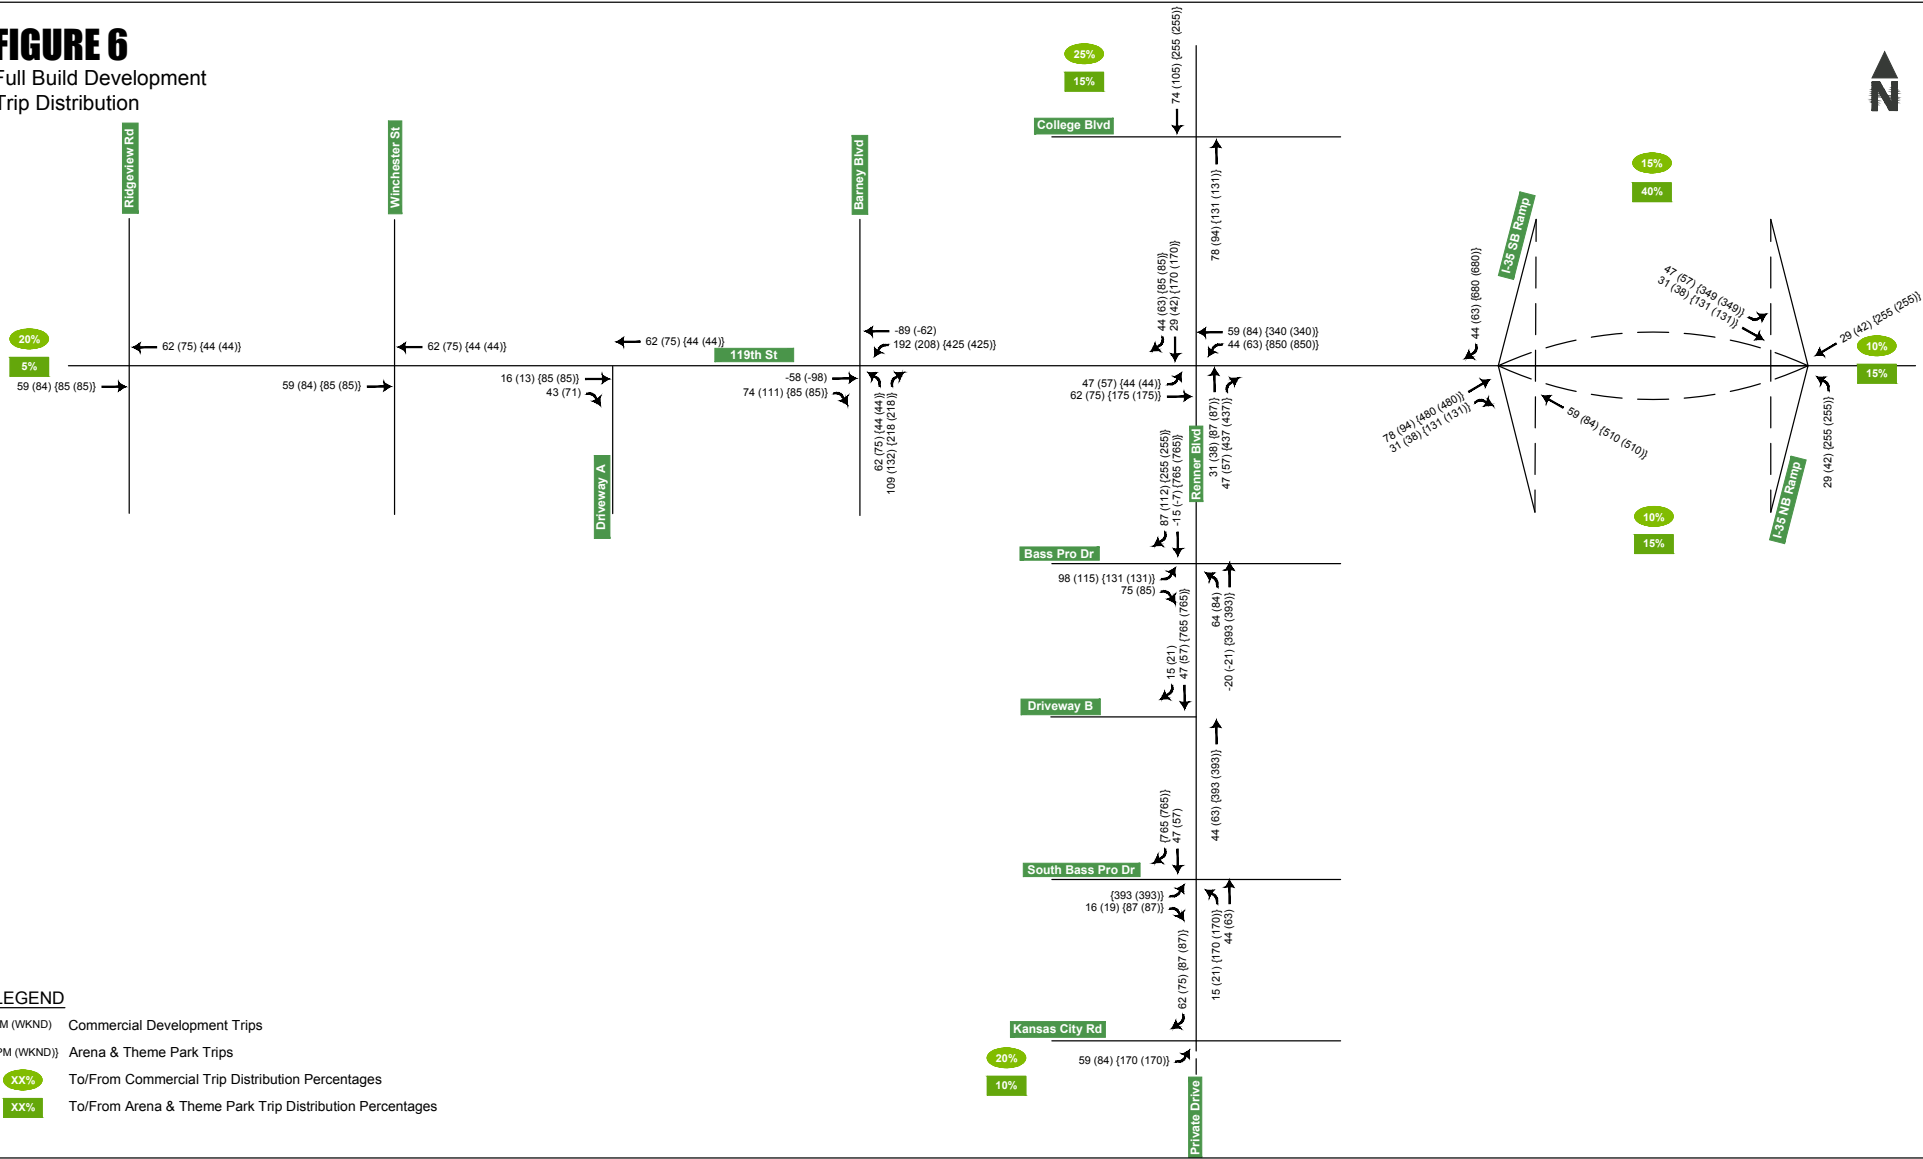 FIGURE 6
Full Build Development
Trip Distribution
25%
15%
74 (105) {255 (255)}
College Blvd
78 (94) {131 (131)}
Ridgeview Rd
Winchester St
Barney Blvd
15%
40%
I-35 SB Ramp
44 (63) {85 (85)}
29 (42) {170 (170)}
44 (63) {680 (680)}
47 (57) {349 (349)}
31 (38) {131 (131)}
29 (42) {255 (255)}
20%
5%
62 (75) {44 (44)}
62 (75) {44 (44)}
62 (75) {44 (44)}
119th St
-89 (-62)
192 (208) {425 (425)}
59 (84) {340 (340)}
44 (63) {850 (850)}
10%
15%
59 (84) {85 (85)}
59 (84) {85 (85)}
16 (13) {85 (85)}
43 (71)
-58 (-98)
74 (111) {85 (85)}
47 (57) {44 (44)}
62 (75) {175 (175)}
62 (75) {44 (44)}
109 (132) {218 (218)}
31 (38) {87 (87)}
47 (57) {437 (437)}
78 (94) {480 (480)}
31 (38) {131 (131)}
59 (84) {510 (510)}
29 (42) {255 (255)}
Driveway A
Renner Blvd
I-35 NB Ramp
10%
15%
87 (112) {255 (255)}
-15 (-7) {765 (765)}
Bass Pro Dr
98 (115) {131 (131)}
75 (85)
64 (84)
-20 (-21) {393 (393)}
15 (21)
47 (57) {765 (765)}
Driveway B
44 (63) {393 (393)}
{765 (765)}
47 (57)
South Bass Pro Dr
{393 (393)}
16 (19) {87 (87)}
15 (21) {170 (170)}
44 (63)
62 (75) {87 (87)}
Kansas City Rd
59 (84) {170 (170)}
20%
10%
Private Drive
LEGEND
M (WKND) Commercial Development Trips
PM (WKND)} Arena & Theme Park Trips
XX% To/From Commercial Trip Distribution Percentages
XX% To/From Arena & Theme Park Trip Distribution Percentages
N